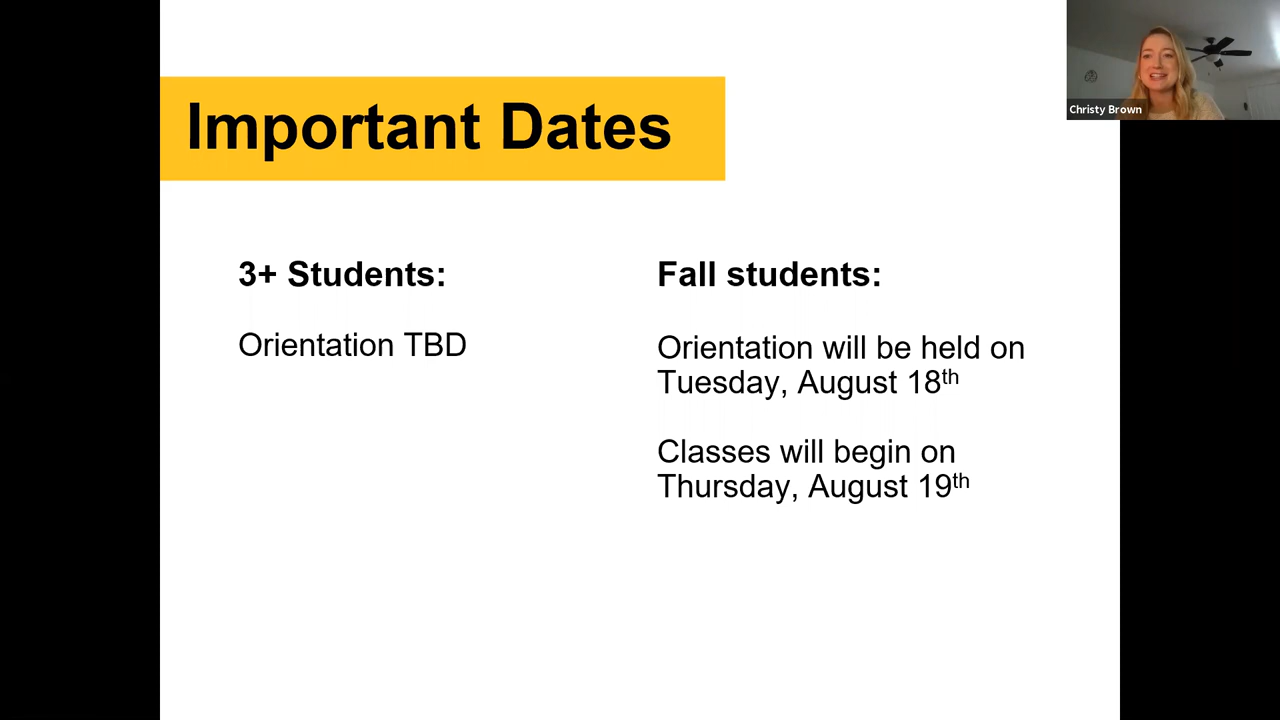 Important Dates
Christy Brown
3+ Students:
Orientation TBD
Fall students:
Orientation will be held on
Tuesday, August 18th
Classes will begin on
Thursday, August 19th